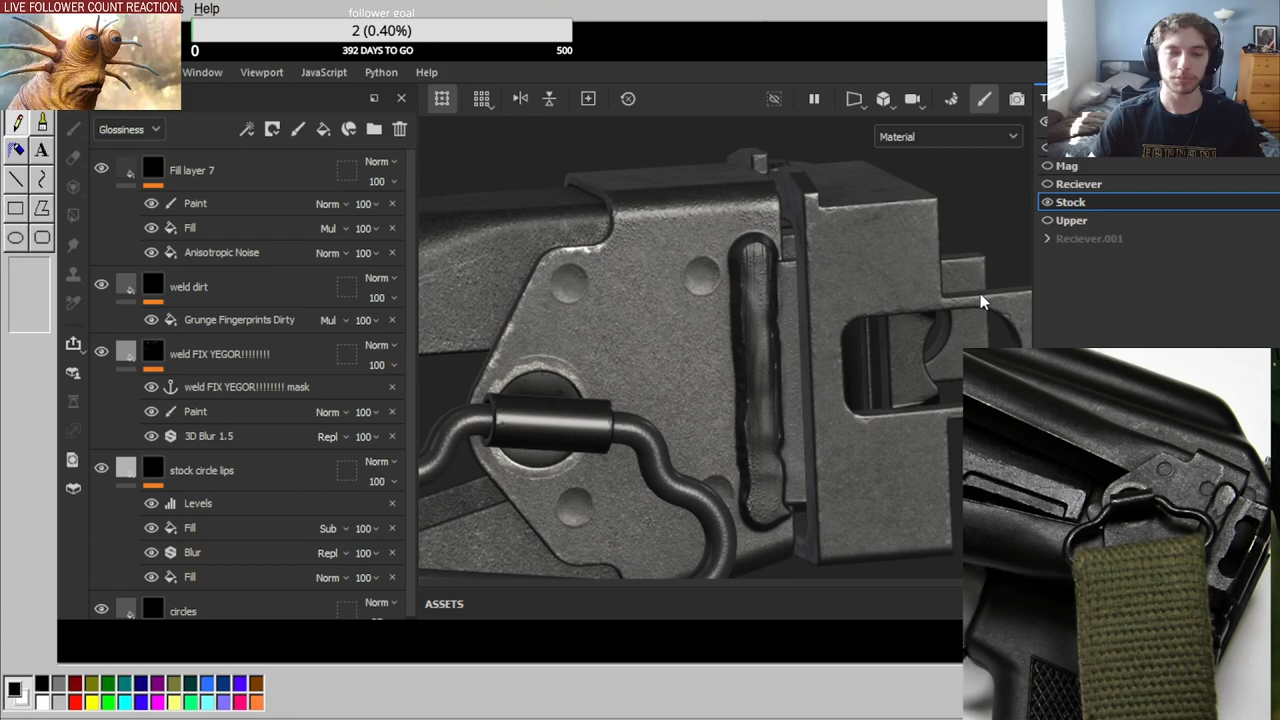 LIVE FOLLOWER COUNT REACTION
Help
follower goal
2 (0.40%)
0
392 DAYS TO GO
500
Window
Viewport
JavaScript
Python
Help
Glossiness
Material
Fill layer 7
Norm
100
Paint
Norm
100
Fill
Mul
100
Anisotropic Noise
Norm
100
weld dirt
Norm
100
Grunge Fingerprints Dirty
Mul
100
weld FIX YEGOR!!!!!!!!
Norm
100
weld FIX YEGOR!!!!!!!! mask
Paint
Norm
100
3D Blur 1.5
Repl
100
stock circle lips
Norm
100
Levels
Fill
Sub
100
Blur
Repl
100
Fill
Norm
100
circles
Norm
ASSETS
Mag
Reciever
Stock
Upper
Reciever.001
A